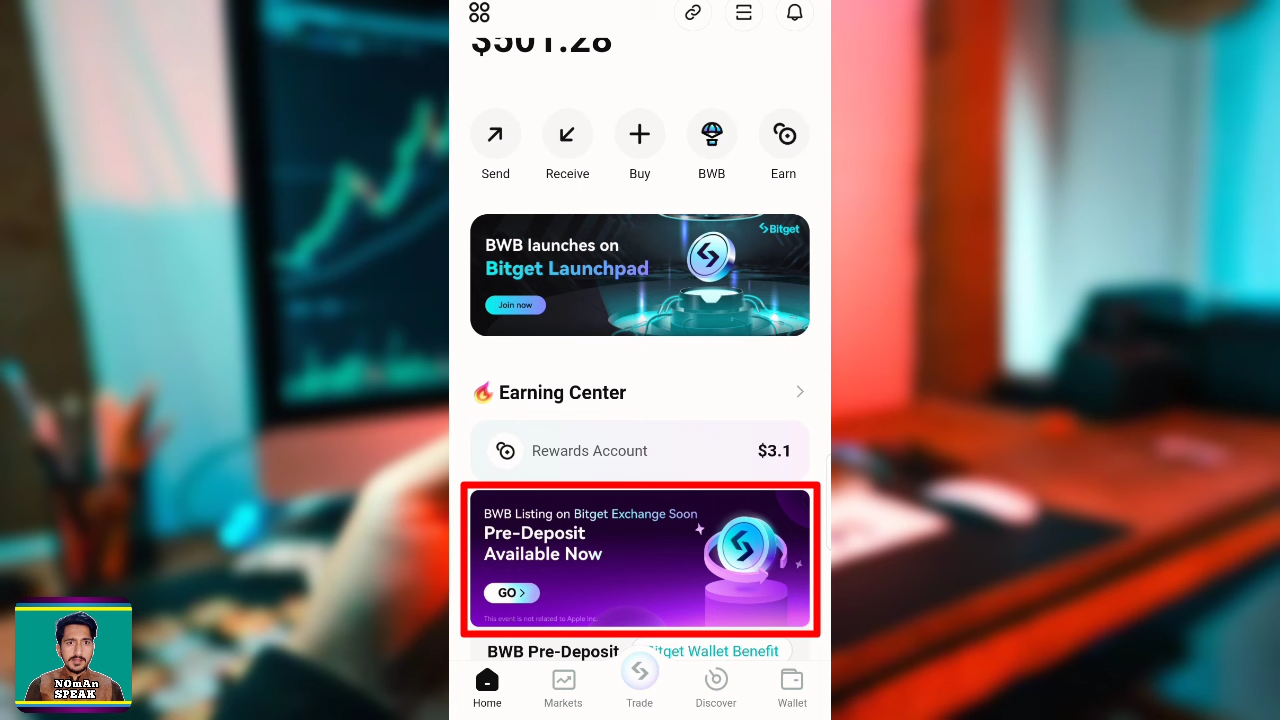 $501.28
Send
Receive
Buy
BWB
Earn
Bitget
BWB launches on
Bitget Launchpad
Join now
Earning Center
Rewards Account
$3.1
BWB Listing on Bitget Exchange Soon
Pre-Deposit
Available Now
GO
This event is not related to Apple Inc.
BWB Pre-Deposit
Bitget Wallet Benefit
Home
Markets
Trade
Discover
Wallet
NOmAn
SPEAK